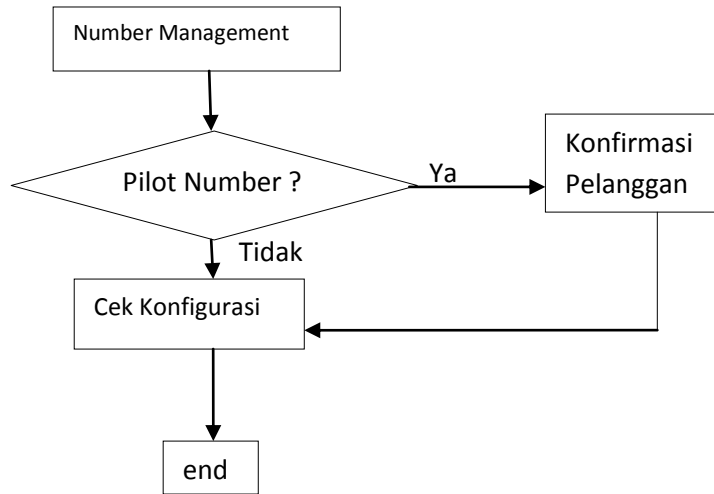 Number Management
Pilot Number ?
Ya
Konfirmasi
Pelanggan
Tidak
Cek Konfigurasi
end